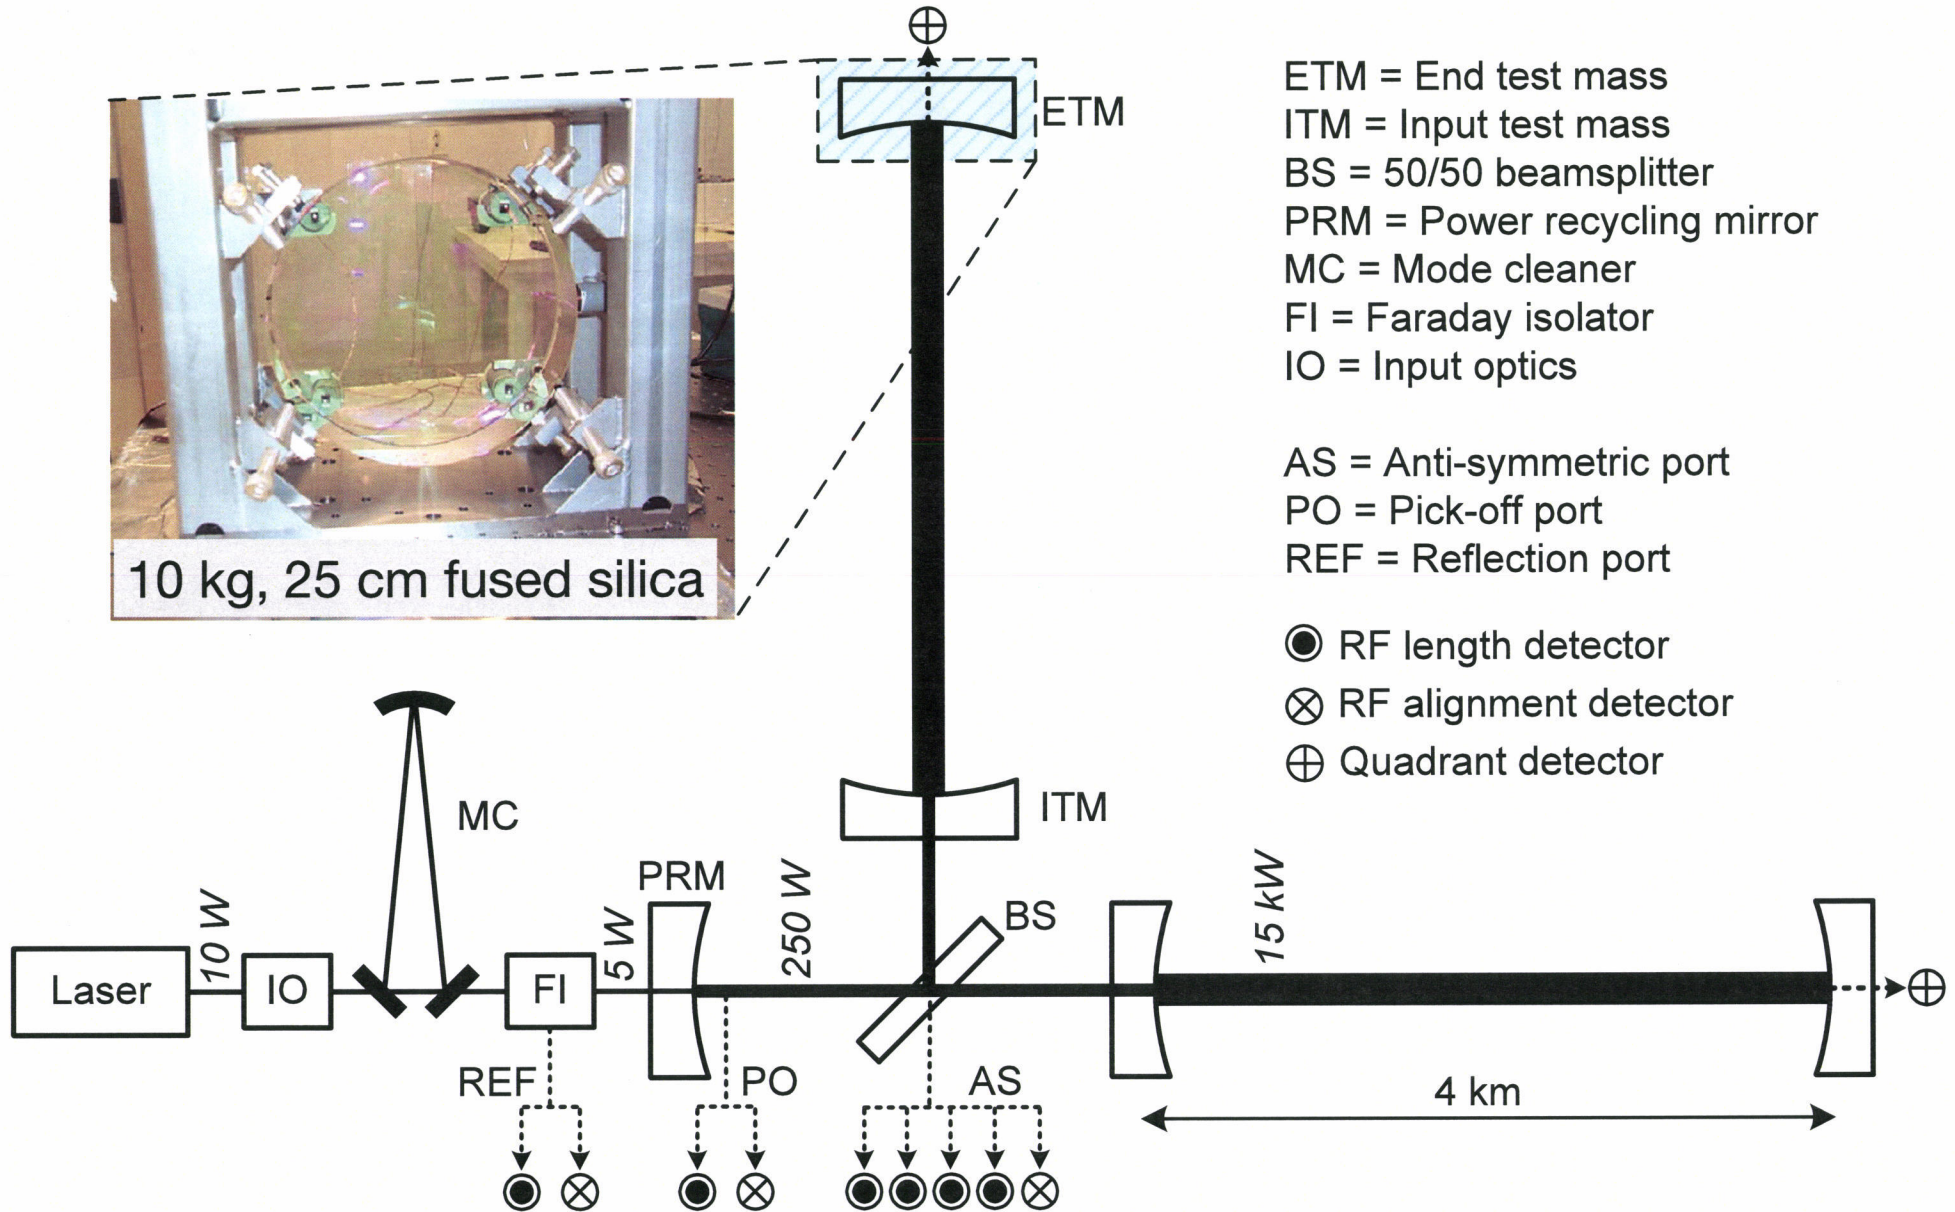 ETM
ETM = End test mass
ITM = Input test mass
BS = 50/50 beamsplitter
PRM = Power recycling mirror
MC = Mode cleaner
FI = Faraday isolator
IO = Input optics
AS = Anti-symmetric port
PO = Pick-off port
REF = Reflection port
RF length detector
RF alignment detector
Quadrant detector
10 kg, 25 cm fused silica
MC
ITM
PRM
250 W
BS
15 kW
10 W
5 W
Laser
IO
FI
REF
PO
AS
4 km